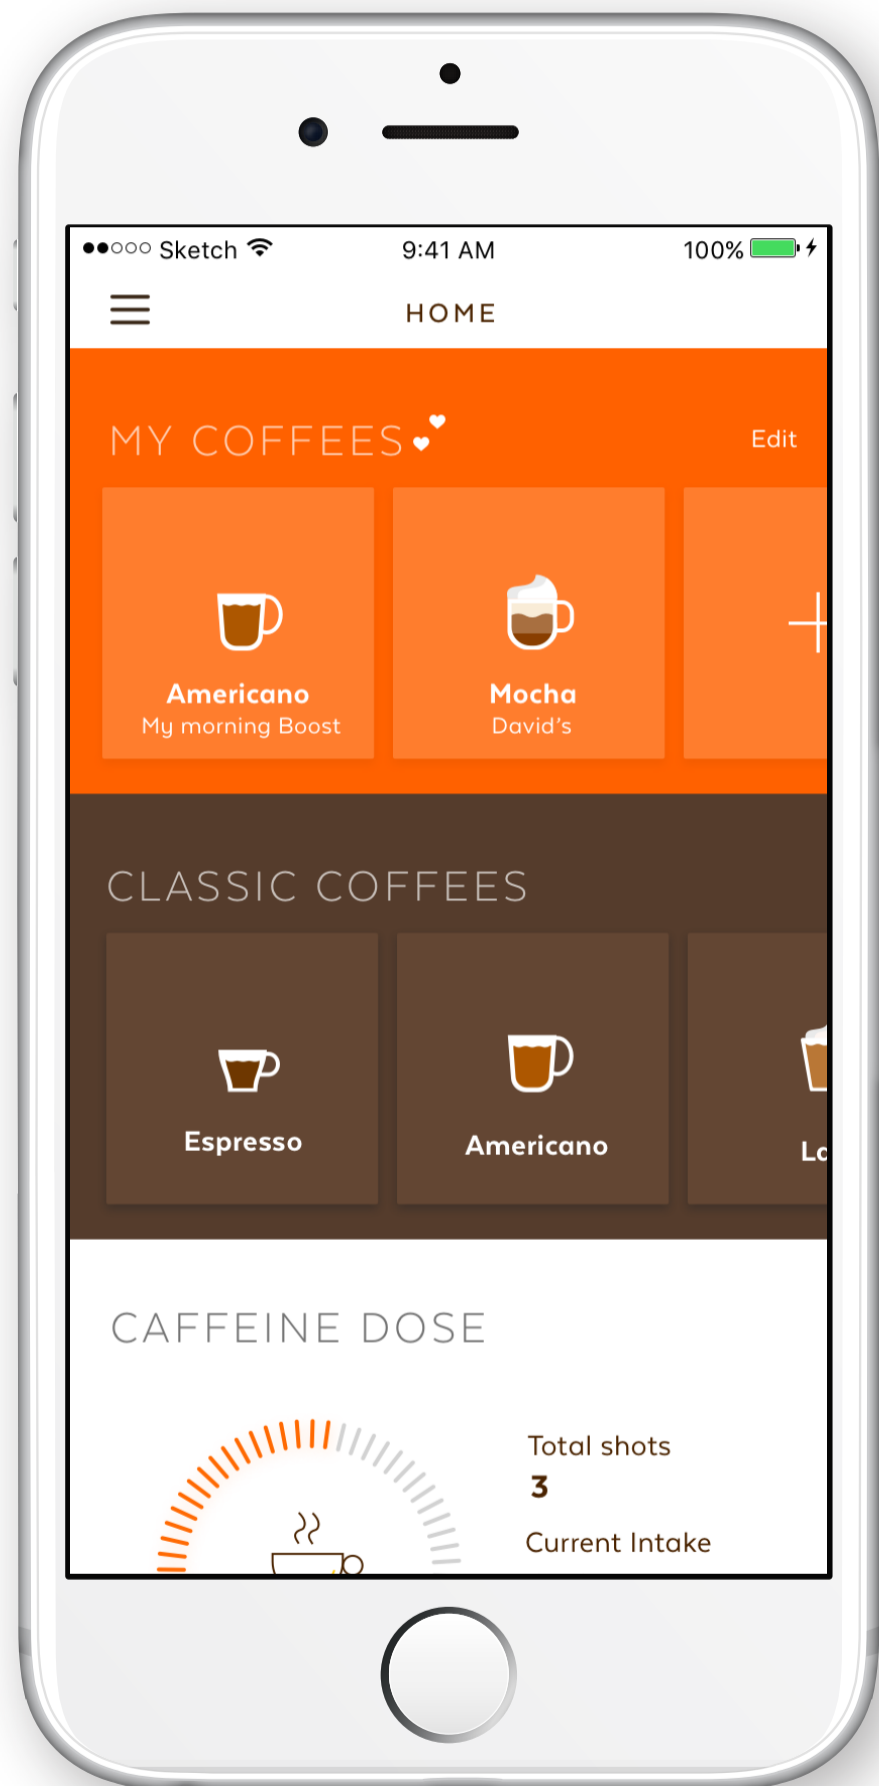 Sketch 9:41 AM 100%
HOME
MY COFFEES Edit
Americano
My morning Boost
Mocha
David's
CLASSIC COFFEES
Espresso
Americano
CAFFEINE DOSE
Total shots
3
Current Intake